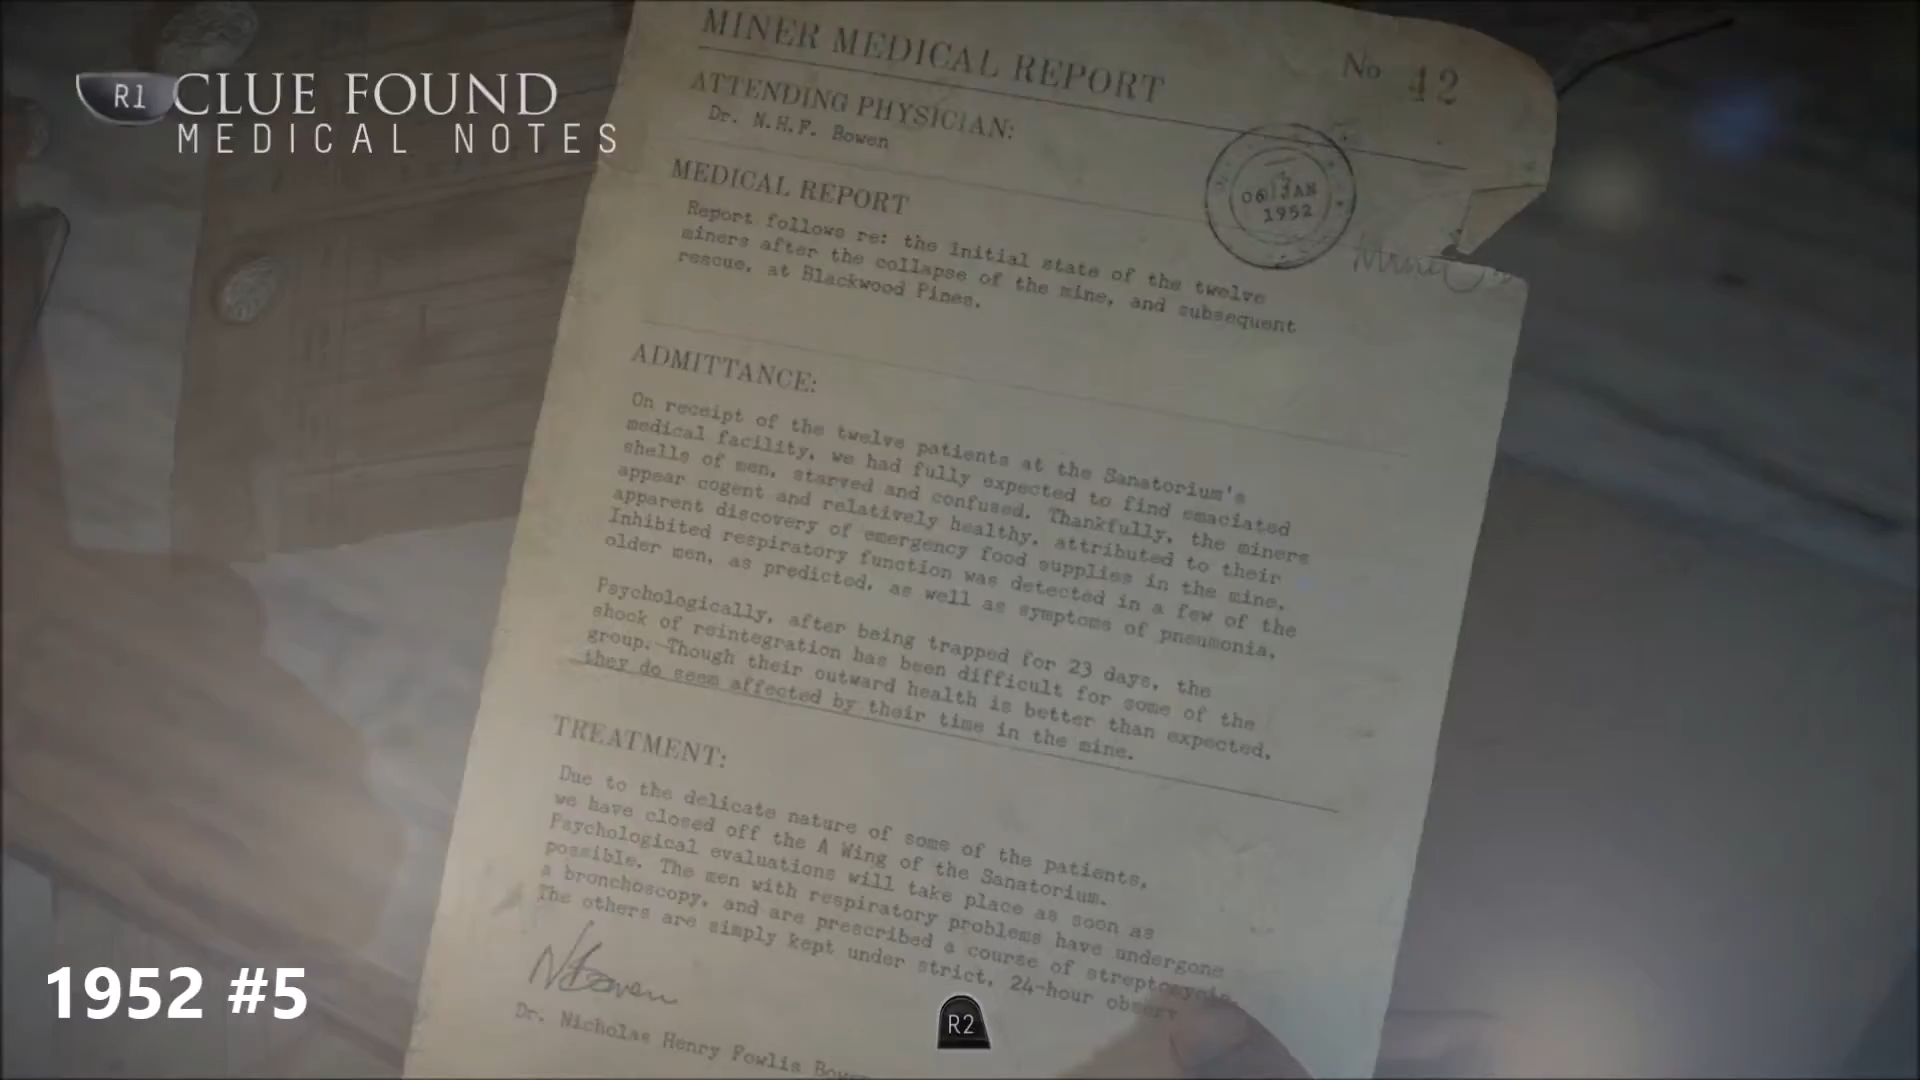 R1 CLUE FOUND
MEDICAL NOTES
MINER MEDICAL REPORT
No 42
ATTENDING PHYSICIAN:
Dr. N.H.F. Bowen
06 JAN
1952
MEDICAL REPORT
Report follows re: the initial state of the twelve
miners after the collapse of the mine, and subsequent
rescue, at Blackwood Pines.
ADMITTANCE:
On receipt of the twelve patients at the Sanatorium's
medical facility, we had fully expected to find emaciated
shells of men, starved and confused. Thankfully, the miners
appear cogent and relatively healthy, attributed to their
apparent discovery of emergency food supplies in the mine.
Inhibited respiratory function was detected in a few of the
older men, as predicted, as well as symptoms of pneumonia.
Psychologically, after being trapped for 23 days, the
shock of reintegration has been difficult for some of the
group. Though their outward health is better than expected,
they do seem affected by their time in the mine.
TREATMENT:
Due to the delicate nature of some of the patients,
we have closed off the A Wing of the Sanatorium.
Psychological evaluations will take place as soon as
possible. The men with respiratory problems have undergone
a bronchoscopy, and are prescribed a course of streptomycin.
The others are simply kept under strict, 24-hour observ
NBowen
Dr. Nicholas Henry Fowlis Bowen
1952 #5
R2